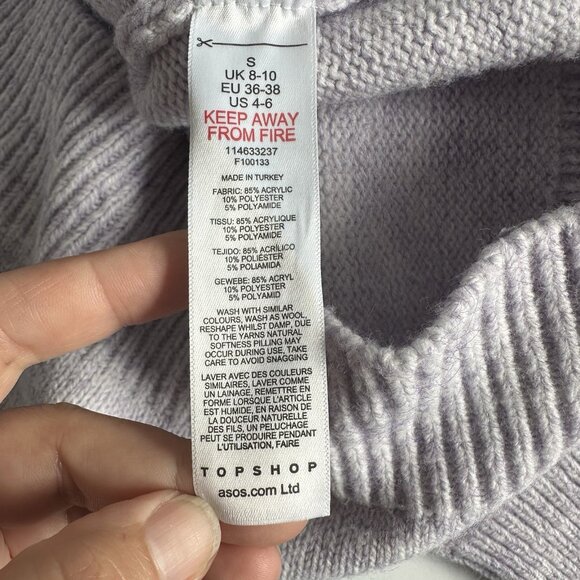 S
UK 8-10
EU 36-38
US 4-6
KEEP AWAY
FROM FIRE
114633237
F100133
MADE IN TURKEY
FABRIC: 85% ACRYLIC
10% POLYESTER
5% POLYAMIDE
TISSU: 85% ACRYLIQUE
10% POLYESTER
5% POLYAMIDE
TEJIDO: 85% ACRÍLICO
10% POLIÉSTER
5% POLIAMIDA
GEWEBE: 85% ACRYL
10% POLYESTER
5% POLYAMID
WASH WITH SIMILAR
COLOURS, WASH AS WOOL,
RESHAPE WHILST DAMP, DUE
TO THE YARNS NATURAL
SOFTNESS PILLING MAY
OCCUR DURING USE, TAKE
CARE TO AVOID SNAGGING
LAVER AVEC DES COULEURS
SIMILAIRES, LAVER COMME
UN LAINAGE, REMETTRE EN
FORME LORSQUE L'ARTICLE
EST HUMIDE, EN RAISON DE
LA DOUCEUR NATURELLE
DES FILS, UN PELUCHAGE
PEUT SE PRODUIRE PENDANT
L'UTILISATION, FAIRE
TOPSHOP
asos.com Ltd